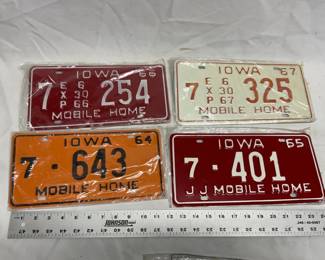 IOWA 66
7 E X P 6 30 66 254
MOBILE HOME
IOWA 67
7 E X P 6 30 67 325
MOBILE HOME
IOWA 64
7 · 643
MOBILE HOME
IOWA 65
7 · 401
JJ MOBILE HOME
JOHNSON